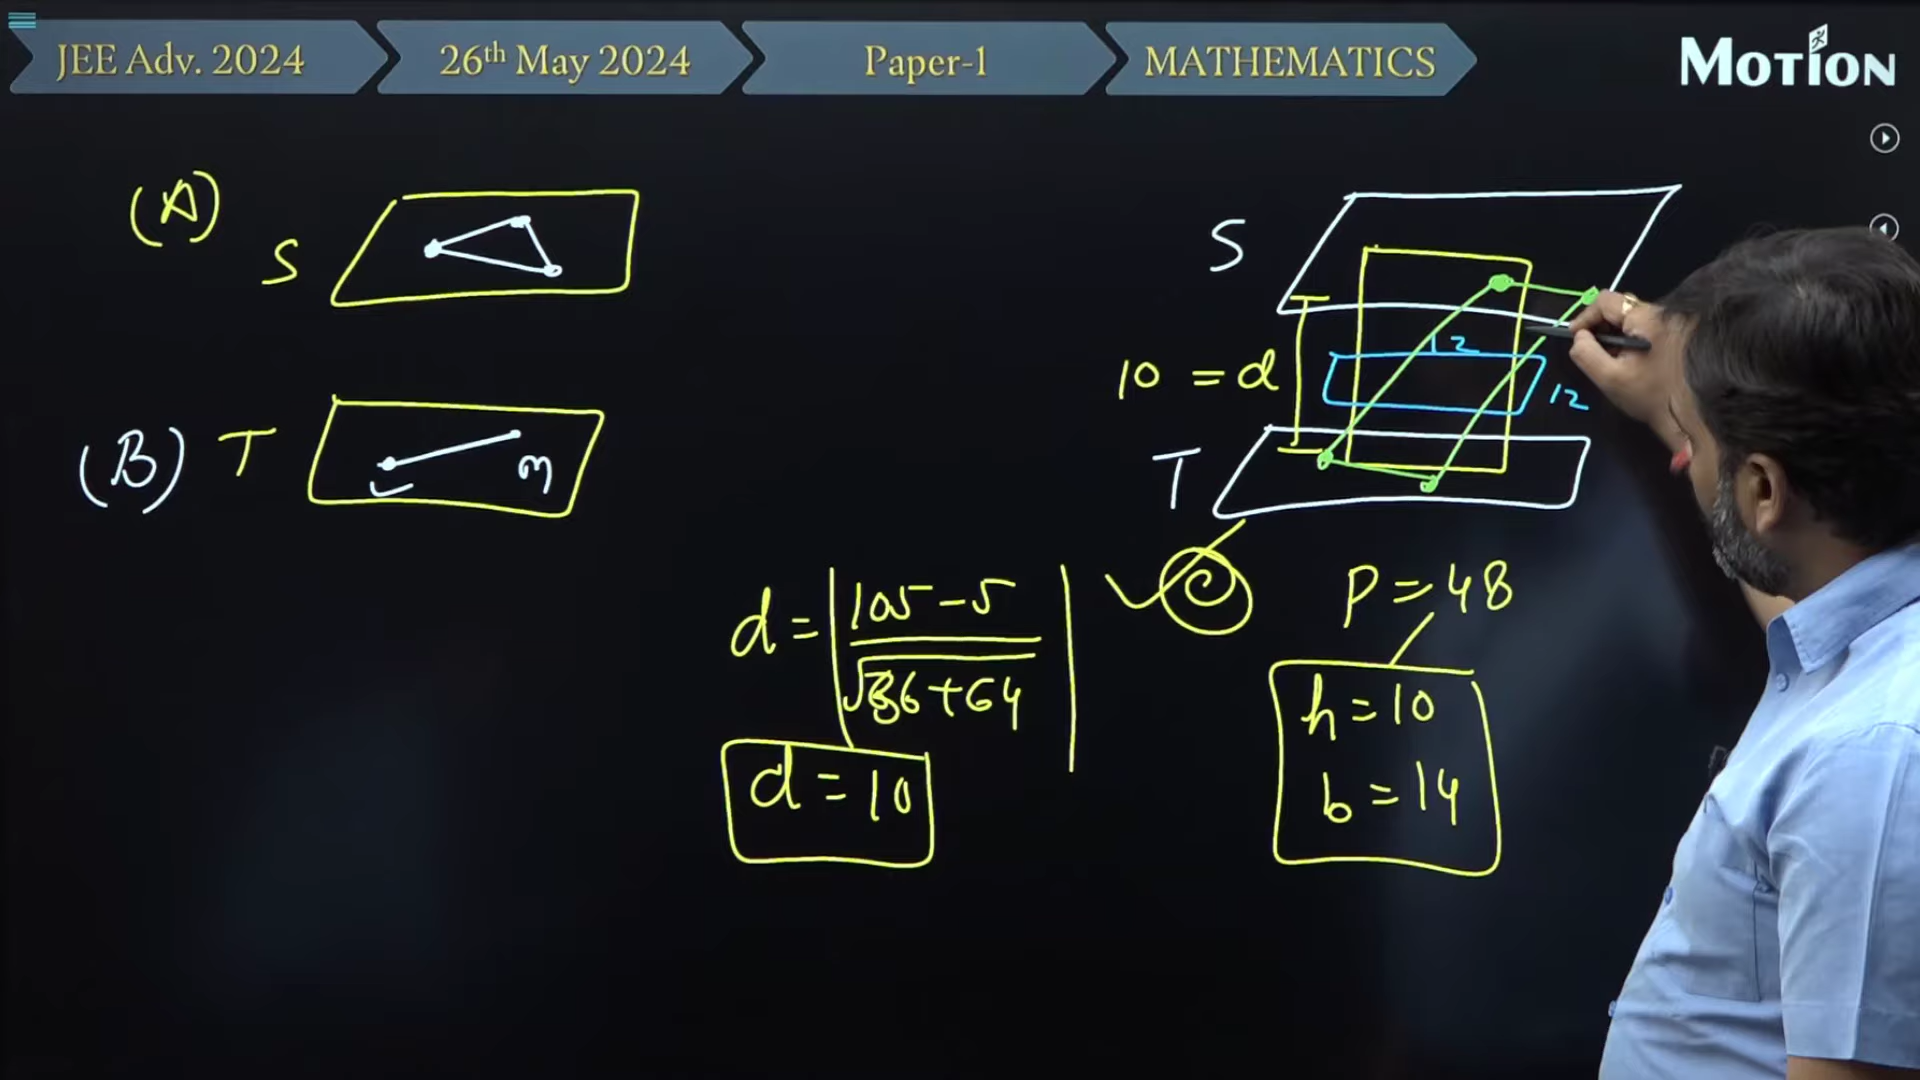 JEE Adv. 2024
26th May 2024
Paper-1
MATHEMATICS
MOTION
(A)
S
(B) T
m
S
10 = d
2
12
T
d = | 105 - 5 / √36+64 |
d = 10
P = 48
h = 10
b = 14